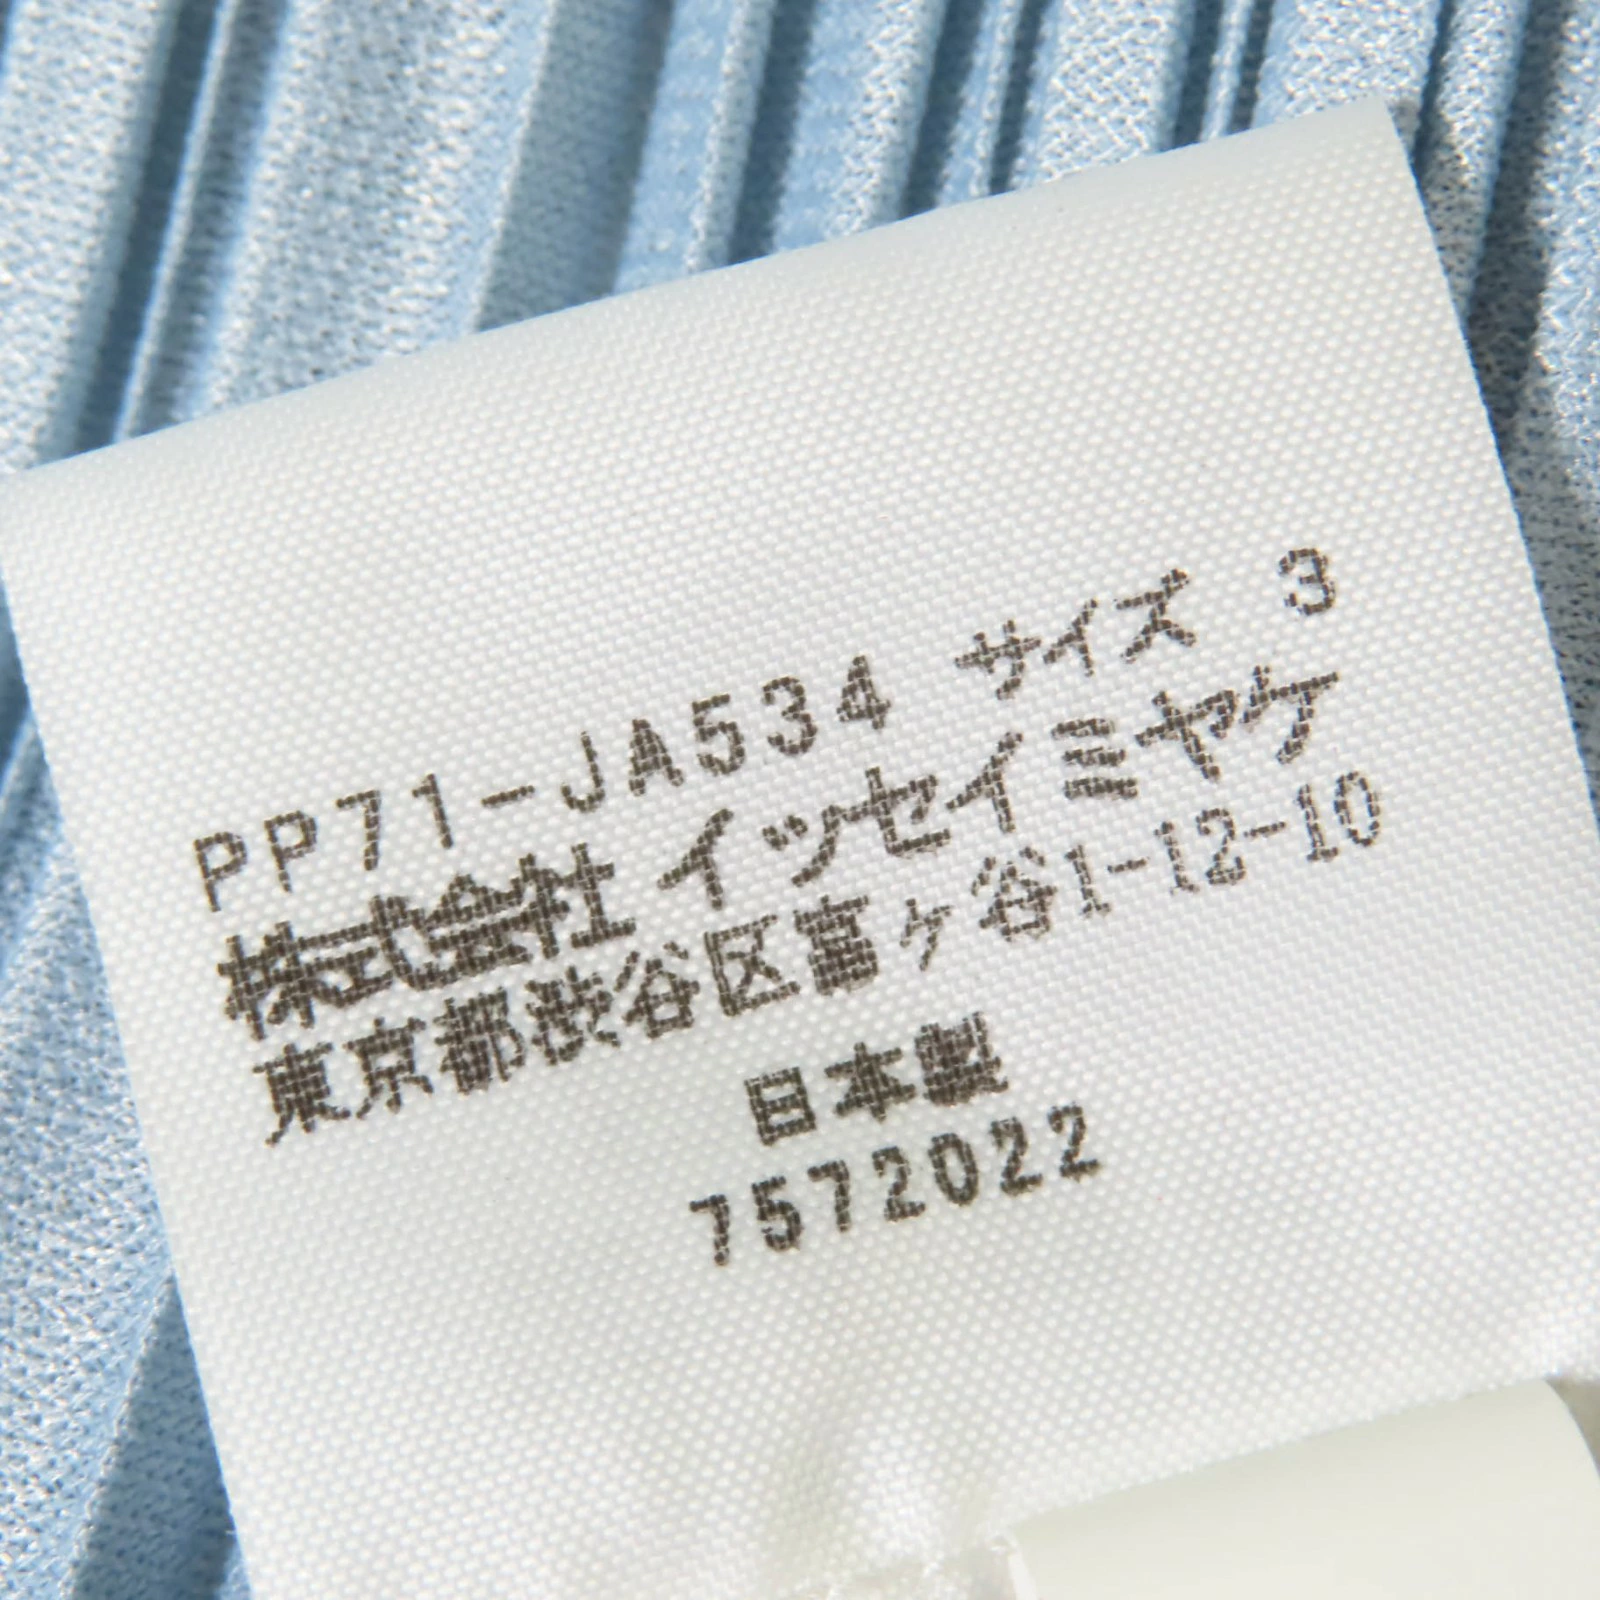 PP71-JA534 サイズ 3
株式会社 イッセイミヤケ
東京都渋谷区富ヶ谷1-12-10
日本製
7572022